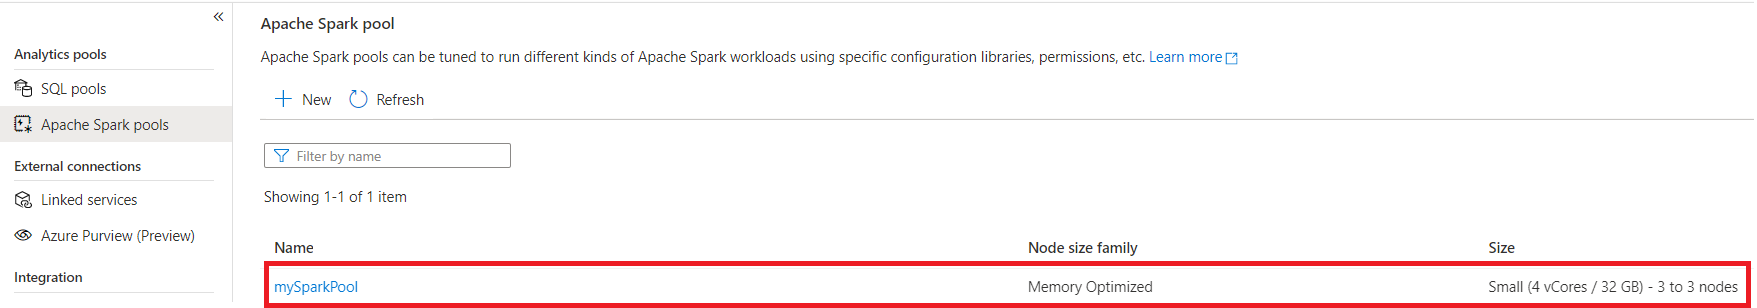 «
Analytics pools
SQL pools
Apache Spark pools
External connections
Linked services
Azure Purview (Preview)
Integration
Apache Spark pool
Apache Spark pools can be tuned to run different kinds of Apache Spark workloads using specific configuration libraries, permissions, etc. Learn more
New Refresh
Filter by name
Showing 1-1 of 1 item
Name Node size family Size
mySparkPool Memory Optimized Small (4 vCores / 32 GB) - 3 to 3 nodes